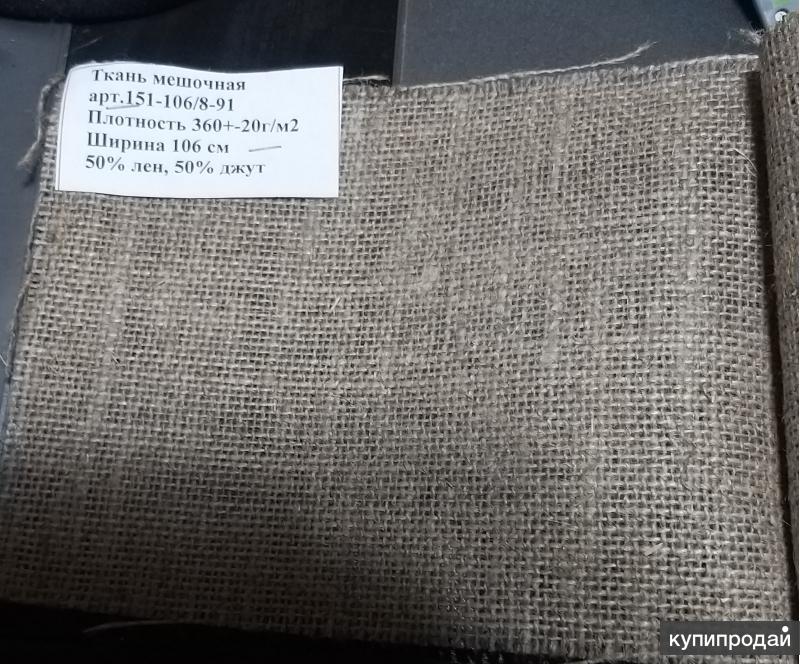 Ткань мешочная
арт.151-106/8-91
Плотность 360+-20г/м2
Ширина 106 см
50% лен, 50% джут
купипродай